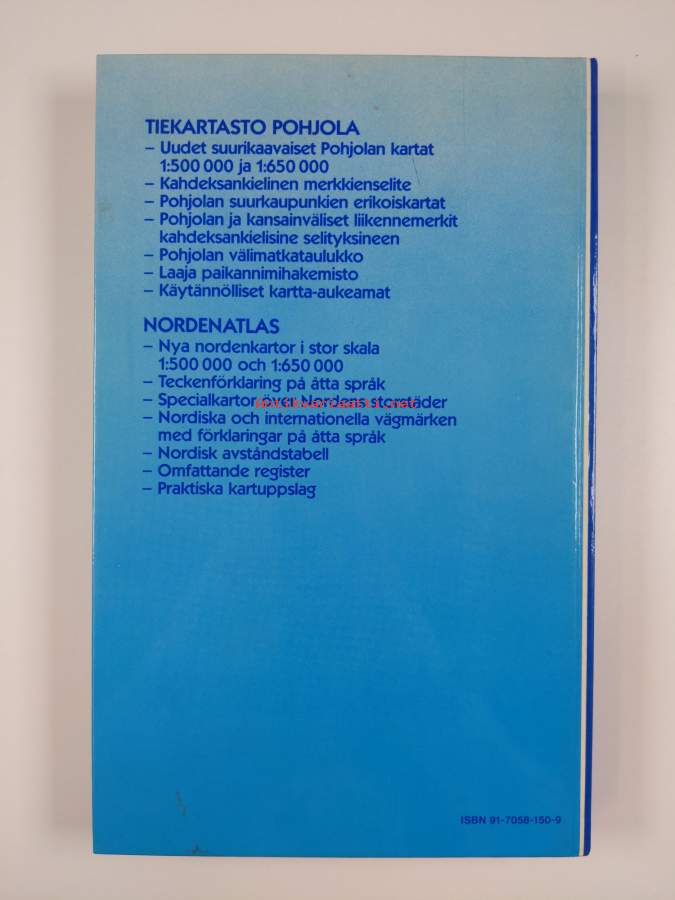 TIEKARTASTO POHJOLA
– Uudet suurikaavaiset Pohjolan kartat
1:500 000 ja 1:650 000
– Kahdeksankielinen merkkienselite
– Pohjolan suurkaupunkien erikoiskartat
– Pohjolan ja kansainväliset liikennemerkit
kahdeksankielisine selityksineen
– Pohjolan välimatkataulukko
– Laaja paikannimihakemisto
– Käytännölliset kartta-aukeamat
NORDENATLAS
– Nya nordenkartor i stor skala
1:500 000 och 1:650 000
– Teckenförklaring på åtta språk
– Specialkartor över Nordens storstäder
– Nordiska och internationella vägmärken
med förklaringar på åtta språk
– Nordisk avståndstabell
– Omfattande register
– Praktiska kartuppslag
ISBN 91-7058-150-9